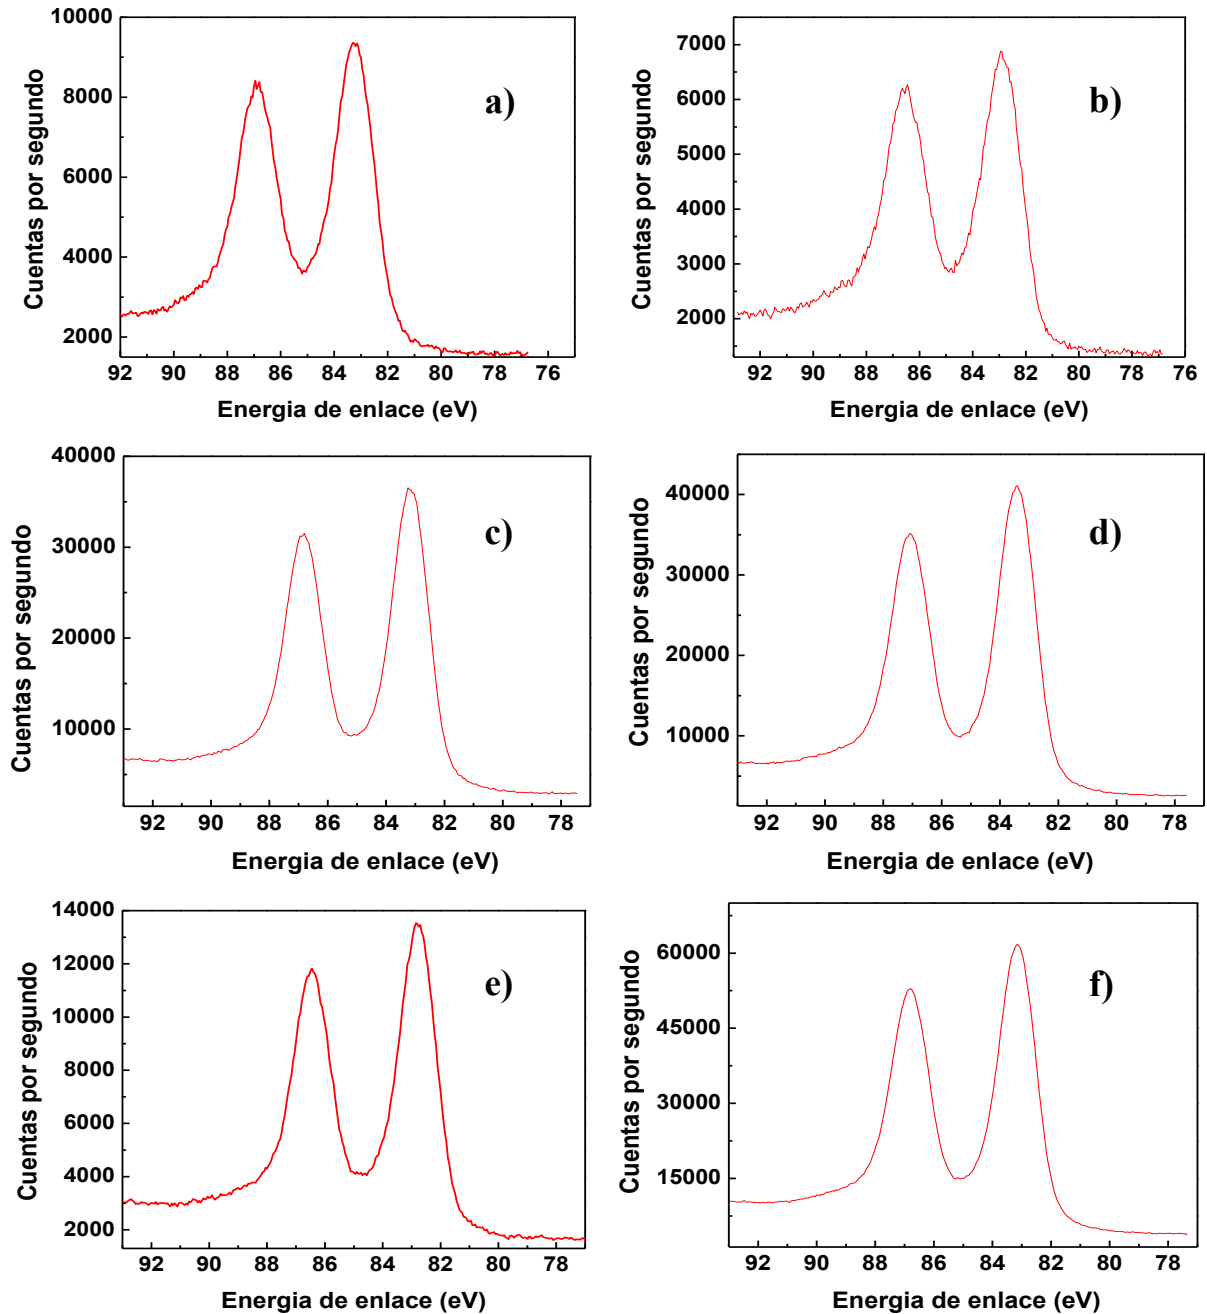 10000
8000
6000
4000
2000
92 90 88 86 84 82 80 78 76
Cuentas por segundo
Energia de enlace (eV)
a)
7000
6000
5000
4000
3000
2000
92 90 88 86 84 82 80 78 76
Cuentas por segundo
Energia de enlace (eV)
b)
40000
30000
20000
10000
92 90 88 86 84 82 80 78
Cuentas por segundo
Energia de enlace (eV)
c)
40000
30000
20000
10000
92 90 88 86 84 82 80 78
Cuentas por segundo
Energia de enlace (eV)
d)
14000
12000
10000
8000
6000
4000
2000
92 90 88 86 84 82 80 78
Cuentas por segundo
Energia de enlace (eV)
e)
60000
45000
30000
15000
92 90 88 86 84 82 80 78
Cuentas por segundo
Energia de enlace (eV)
f)